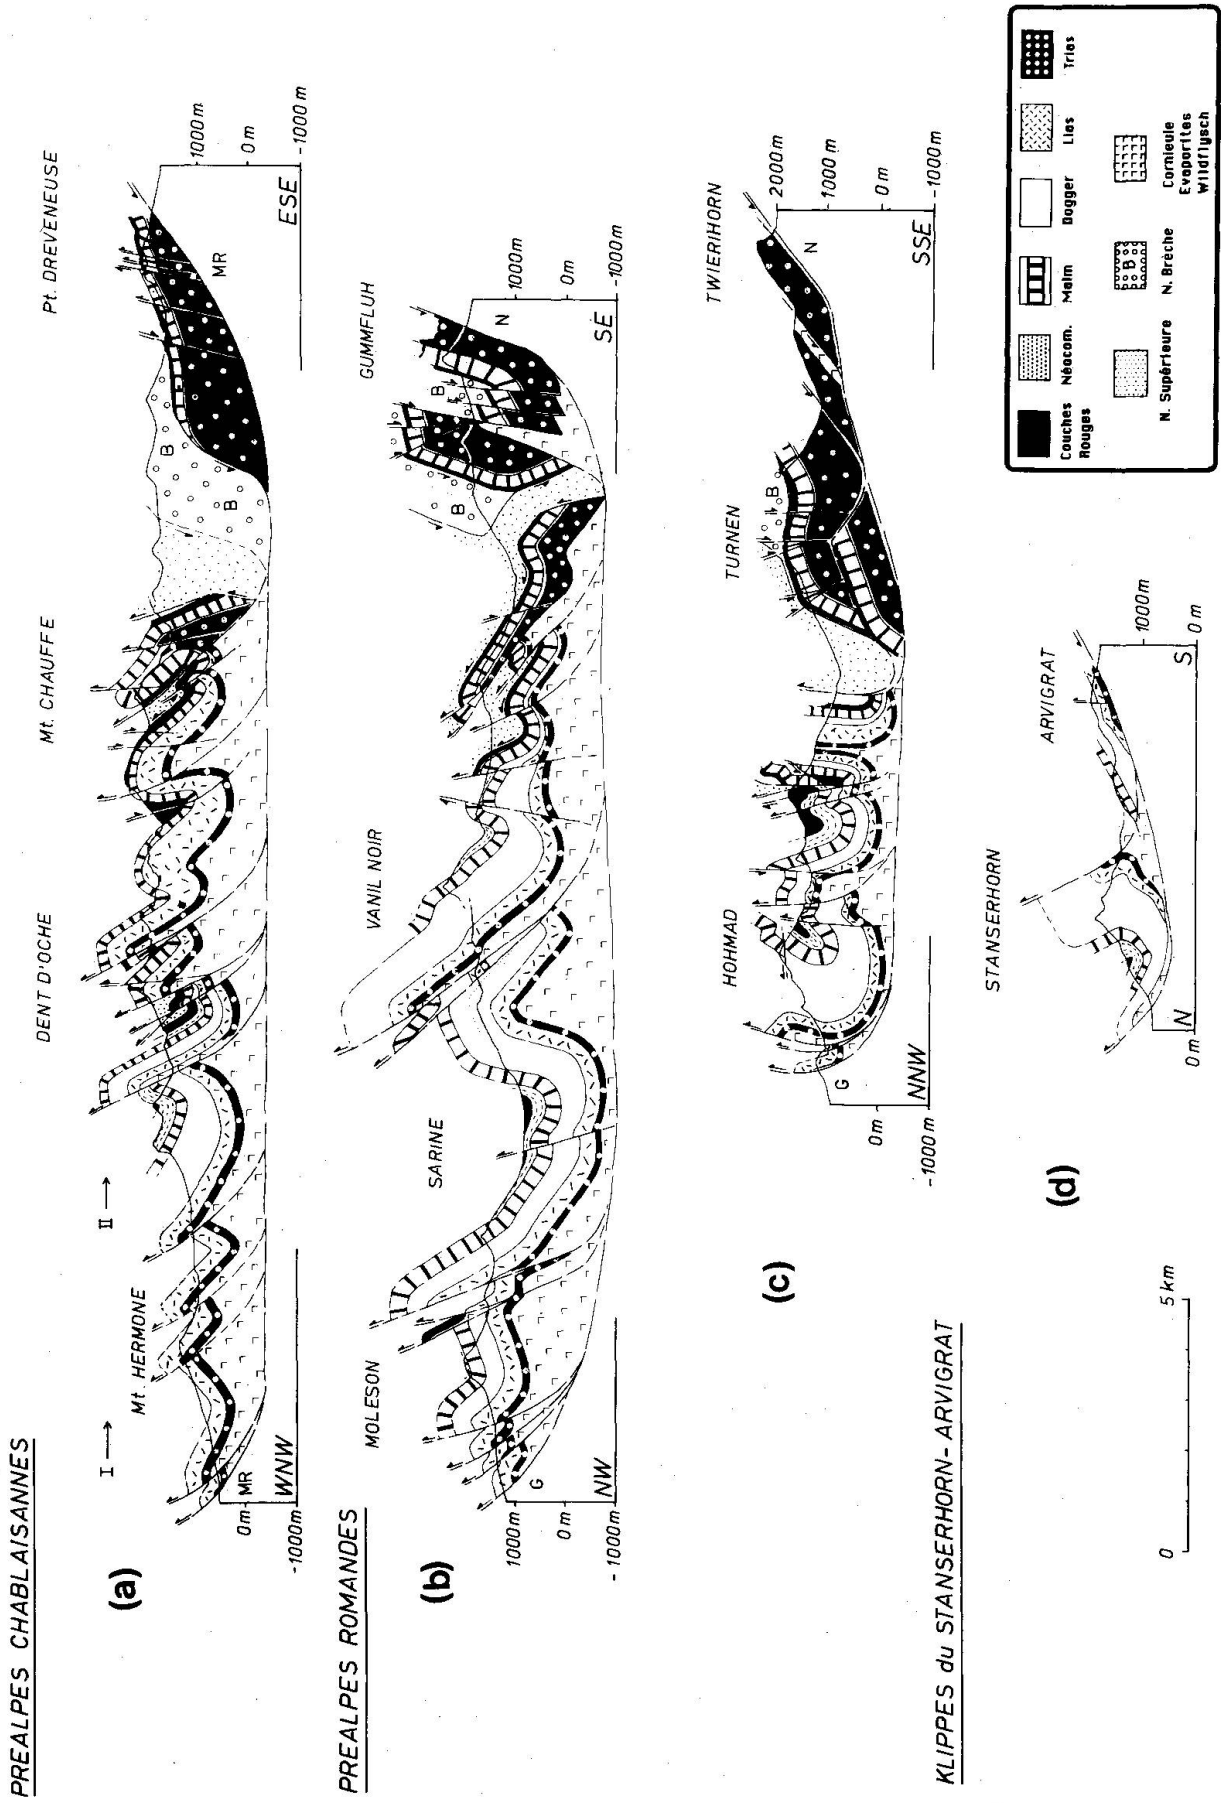 PREALPES CHABLAISANNES
DENT D'OCHE
Mt. CHAUFFE
Pt. DREVENEUSE
I
II
Mt. HERMONE
(a)
B
B
MR
MR
0m
-1000m
WNW
1000m
0m
-1000m
ESE
PREALPES ROMANDES
MOLESON
SARINE
VANIL NOIR
GUMMFLUH
(b)
B
B
B
G
N
1000m
0m
-1000m
NW
1000m
0m
-1000m
SE
HOHMAD
TURNEN
TWIERIHORN
(c)
B
G
N
0m
-1000m
NNW
2000m
1000m
0m
-1000m
SSE
KLIPPES du STANSERHORN-ARVIGRAT
STANSERHORN
ARVIGRAT
(d)
0m
N
1000m
0m
S
0
5km
Couches
Rouges
Néocom.
Malm
Dogger
Lias
Trias
N. Supérieure
B
N. Brèche
Cornieule
Evaporites
Wildflysch